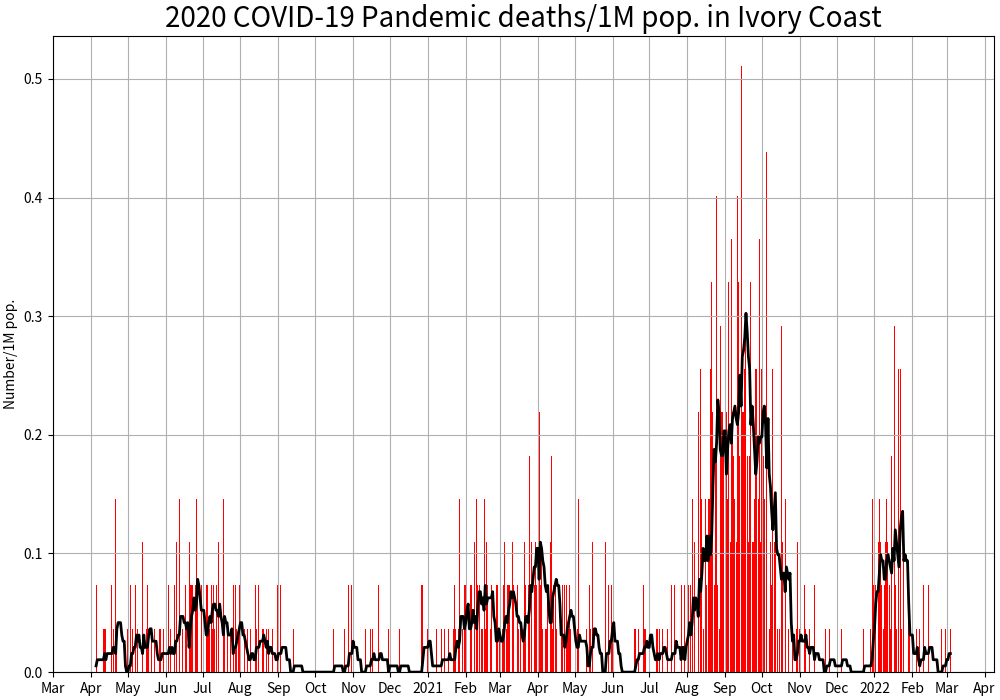 2020 COVID-19 Pandemic deaths/1M pop. in Ivory Coast
Number/1M pop.
0.5
0.4
0.3
0.2
0.1
0.0
Mar Apr May Jun Jul Aug Sep Oct Nov Dec 2021 Feb Mar Apr May Jun Jul Aug Sep Oct Nov Dec 2022 Feb Mar Apr